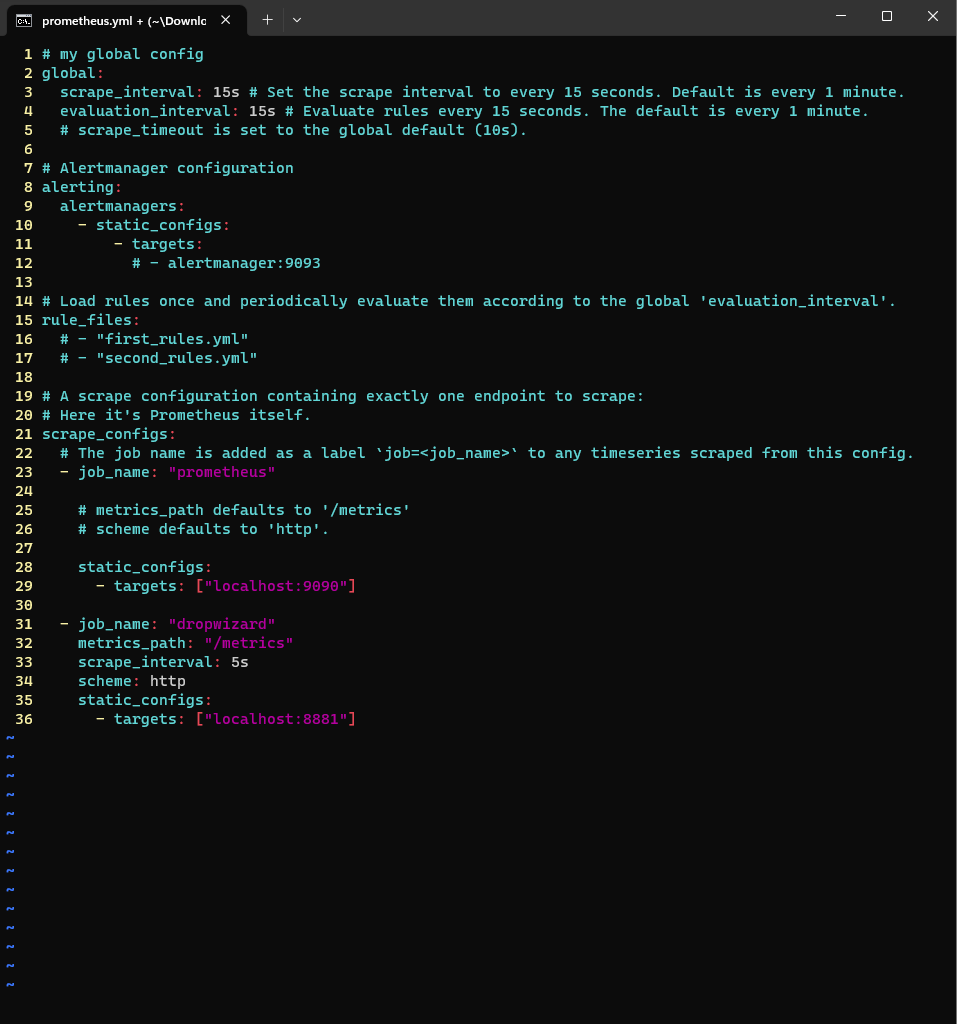 prometheus.yml + (~\Downlc
1 # my global config
2 global:
3   scrape_interval: 15s # Set the scrape interval to every 15 seconds. Default is every 1 minute.
4   evaluation_interval: 15s # Evaluate rules every 15 seconds. The default is every 1 minute.
5   # scrape_timeout is set to the global default (10s).
6
7 # Alertmanager configuration
8 alerting:
9   alertmanagers:
10     - static_configs:
11         - targets:
12           # - alertmanager:9093
13
14 # Load rules once and periodically evaluate them according to the global 'evaluation_interval'.
15 rule_files:
16   # - "first_rules.yml"
17   # - "second_rules.yml"
18
19 # A scrape configuration containing exactly one endpoint to scrape:
20 # Here it's Prometheus itself.
21 scrape_configs:
22   # The job name is added as a label `job=<job_name>` to any timeseries scraped from this config.
23   - job_name: "prometheus"
24
25     # metrics_path defaults to '/metrics'
26     # scheme defaults to 'http'.
27
28     static_configs:
29       - targets: ["localhost:9090"]
30
31   - job_name: "dropwizard"
32     metrics_path: "/metrics"
33     scrape_interval: 5s
34     scheme: http
35     static_configs:
36       - targets: ["localhost:8881"]
~
~
~
~
~
~
~
~
~
~
~
~
~
~